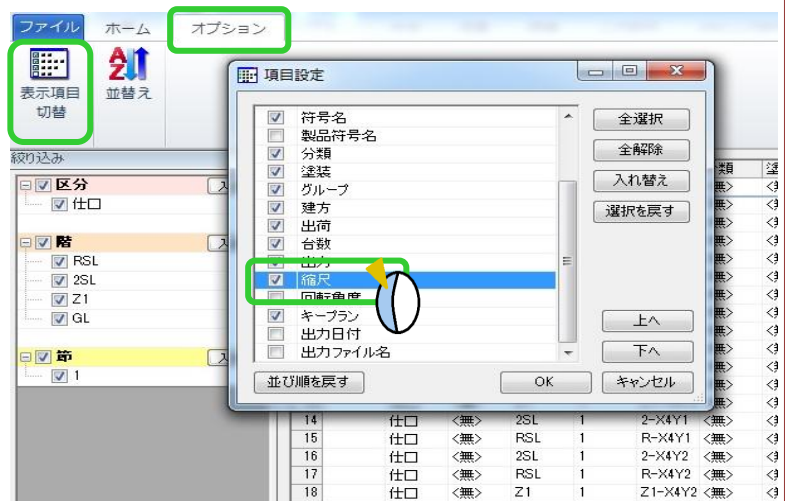 ファイル ホーム オプション
表示項目
切替
並替え
絞り込み
区分
仕口
階
RSL
2SL
Z1
GL
節
1
項目設定
符号名
製品符号名
分類
塗装
グループ
建方
出荷
台数
出力
縮尺
回転角度
キープラン
出力日付
出力ファイル名
全選択
全解除
入れ替え
選択を戻す
上へ
下へ
並び順を戻す
OK
キャンセル
14 仕口 <無> 2SL 1 2-X4Y1 <無>
15 仕口 <無> RSL 1 R-X4Y1 <無>
16 仕口 <無> 2SL 1 2-X4Y2 <無>
17 仕口 <無> RSL 1 R-X4Y2 <無>
18 仕口 <無> Z1 1 Z1-X4Y2 <無>